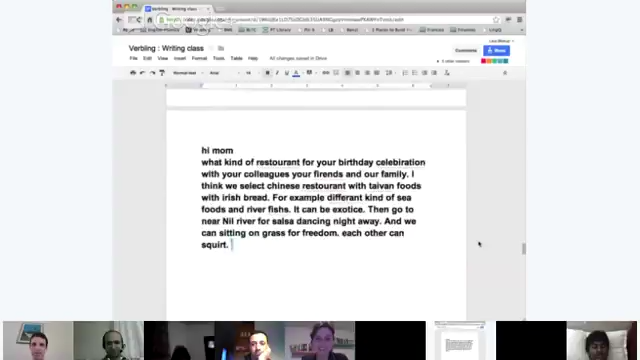 Verbling : Writing class
File Edit View Insert Format Tools Table Help All changes saved in Drive
Comments Share
hi mom
what kind of restourant for your birthday celebiration
with your colleagues your firends and our family. I
think we select chinese restourant with taivan foods
with irish bread. For example differant kind of sea
foods and river fishs. It can be exotice. Then go to
near Nil river for salsa dancing night away. And we
can sitting on grass for freedom. each other can
squirt.